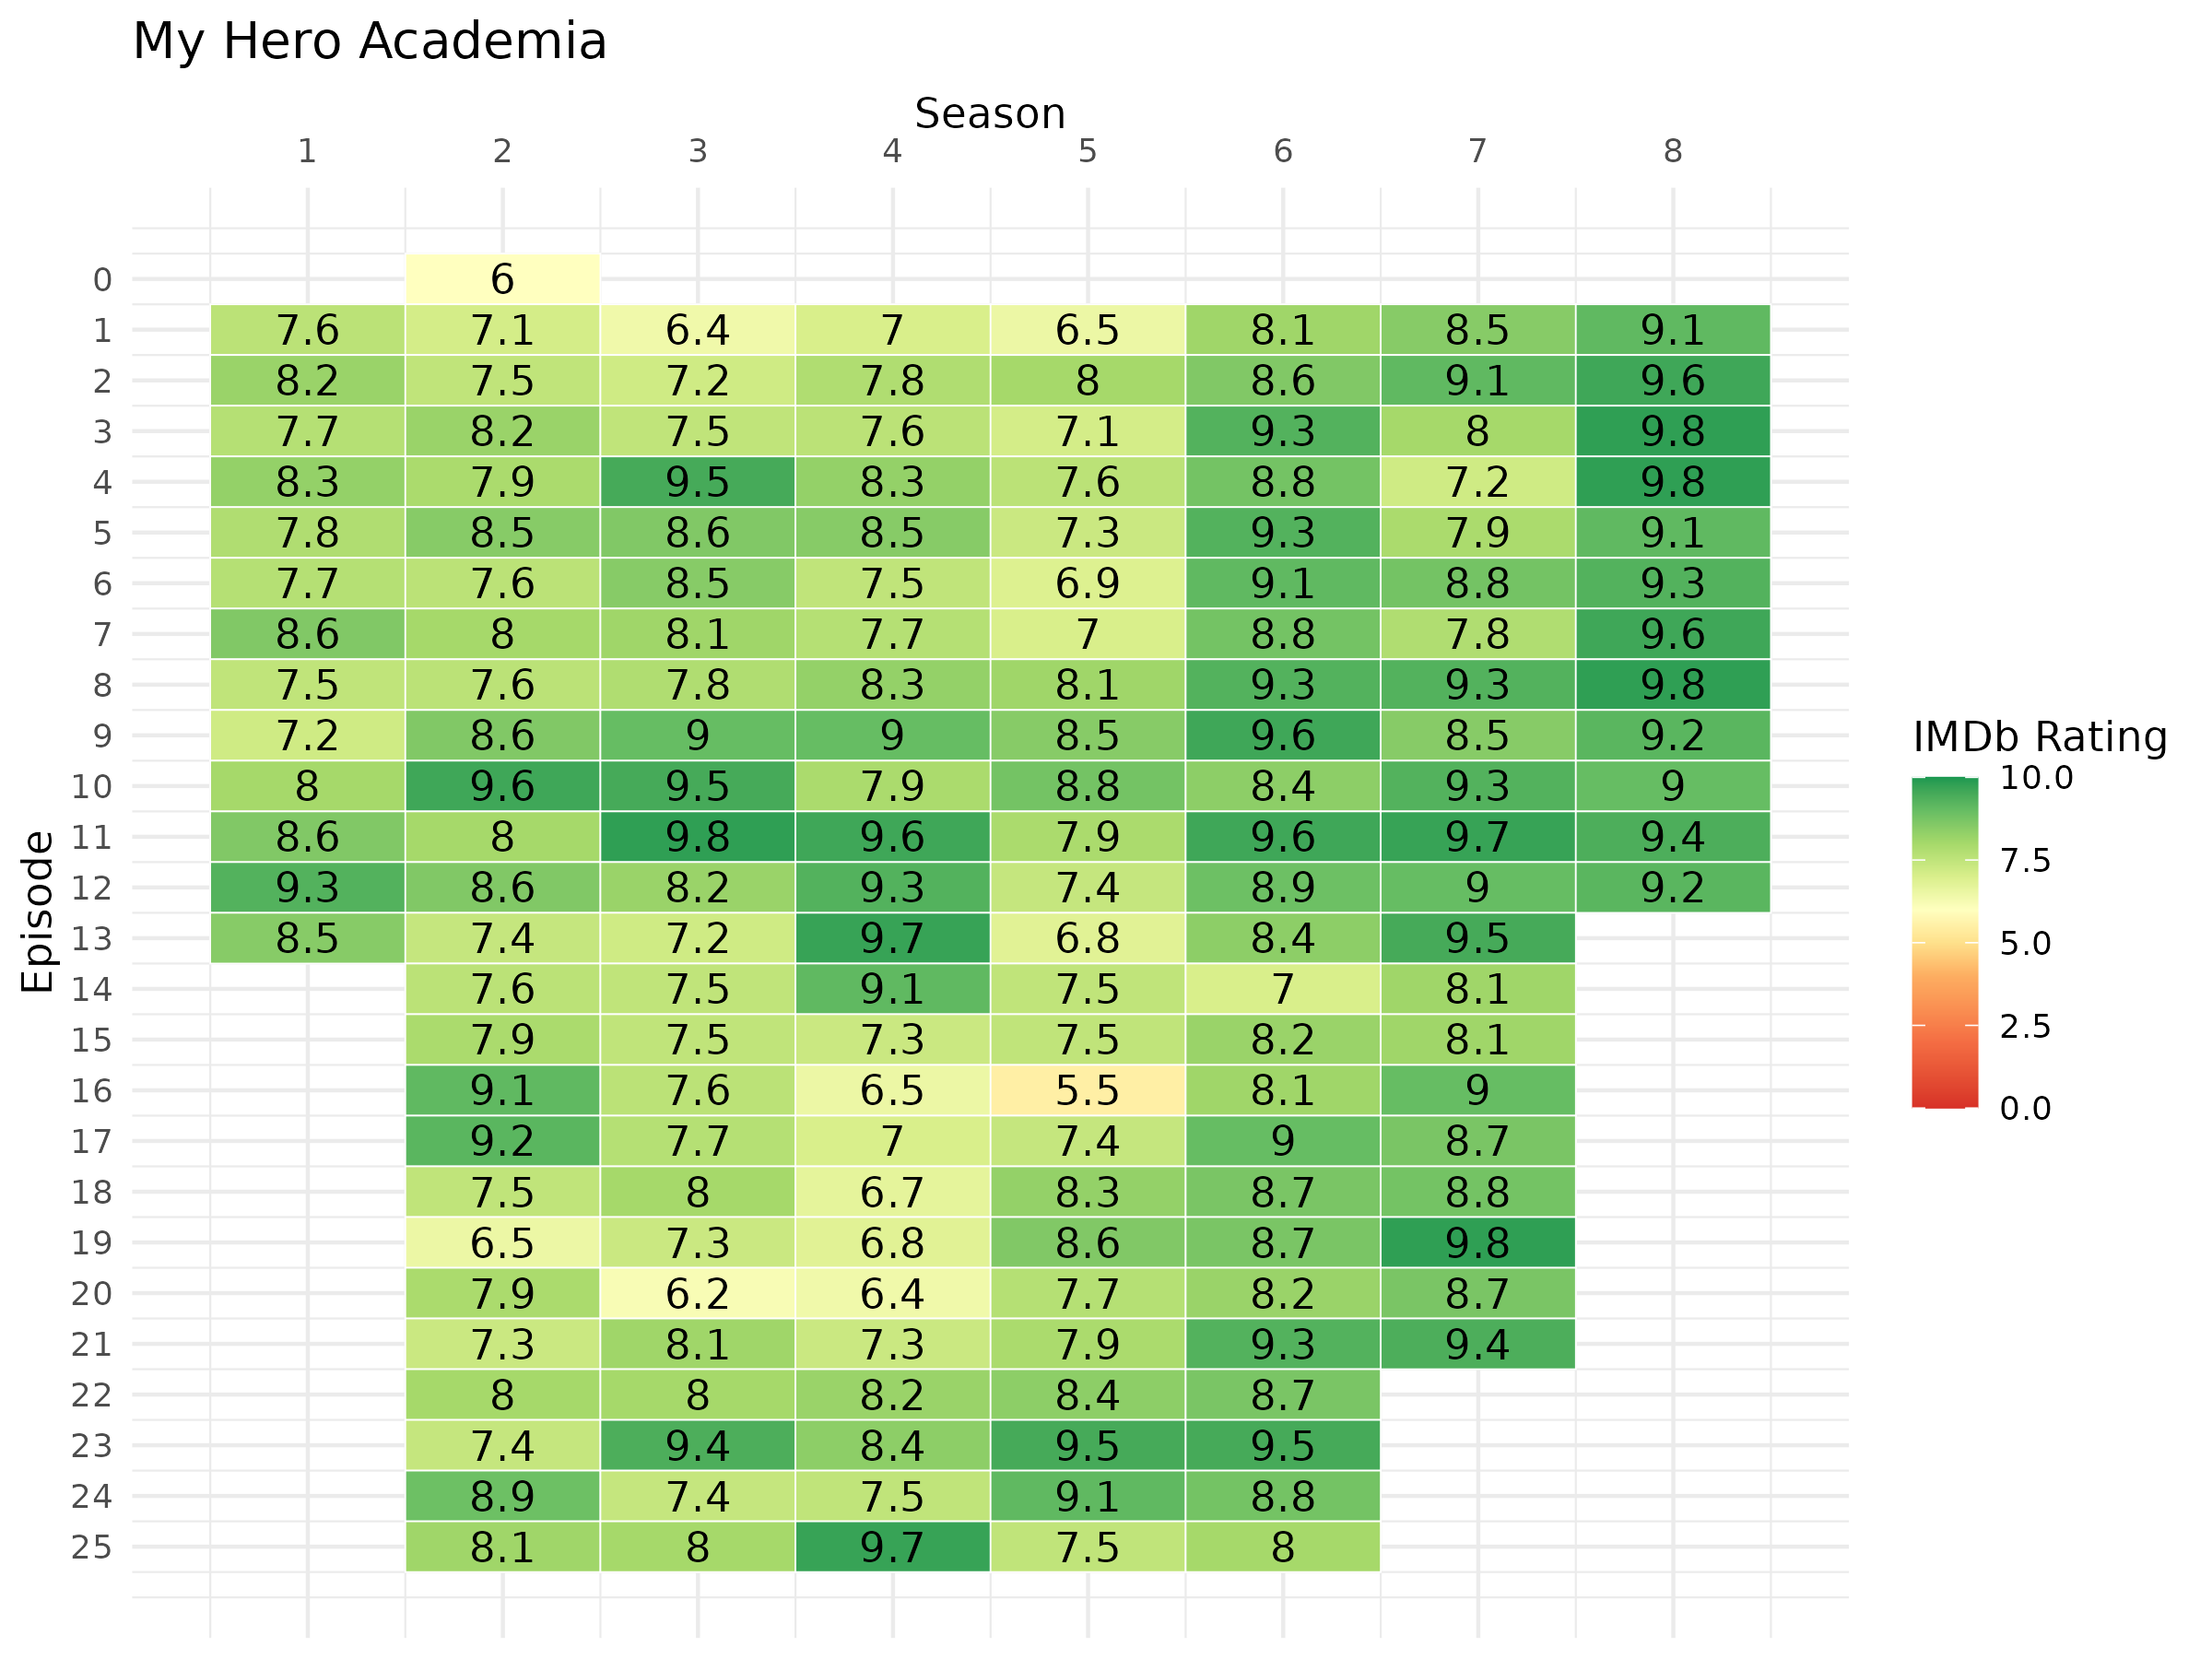 My Hero Academia
Season
1 2 3 4 5 6 7 8
0 6
1 7.6 7.1 6.4 7 6.5 8.1 8.5 9.1
2 8.2 7.5 7.2 7.8 8 8.6 9.1 9.6
3 7.7 8.2 7.5 7.6 7.1 9.3 8 9.8
4 8.3 7.9 9.5 8.3 7.6 8.8 7.2 9.8
5 7.8 8.5 8.6 8.5 7.3 9.3 7.9 9.1
6 7.7 7.6 8.5 7.5 6.9 9.1 8.8 9.3
7 8.6 8 8.1 7.7 7 8.8 7.8 9.6
8 7.5 7.6 7.8 8.3 8.1 9.3 9.3 9.8
9 7.2 8.6 9 9 8.5 9.6 8.5 9.2
10 8 9.6 9.5 7.9 8.8 8.4 9.3 9
11 8.6 8 9.8 9.6 7.9 9.6 9.7 9.4
12 9.3 8.6 8.2 9.3 7.4 8.9 9 9.2
13 8.5 7.4 7.2 9.7 6.8 8.4 9.5
14 7.6 7.5 9.1 7.5 7 8.1
15 7.9 7.5 7.3 7.5 8.2 8.1
16 9.1 7.6 6.5 5.5 8.1 9
17 9.2 7.7 7 7.4 9 8.7
18 7.5 8 6.7 8.3 8.7 8.8
19 6.5 7.3 6.8 8.6 8.7 9.8
20 7.9 6.2 6.4 7.7 8.2 8.7
21 7.3 8.1 7.3 7.9 9.3 9.4
22 8 8 8.2 8.4 8.7
23 7.4 9.4 8.4 9.5 9.5
24 8.9 7.4 7.5 9.1 8.8
25 8.1 8 9.7 7.5 8
Episode
IMDb Rating
10.0
7.5
5.0
2.5
0.0